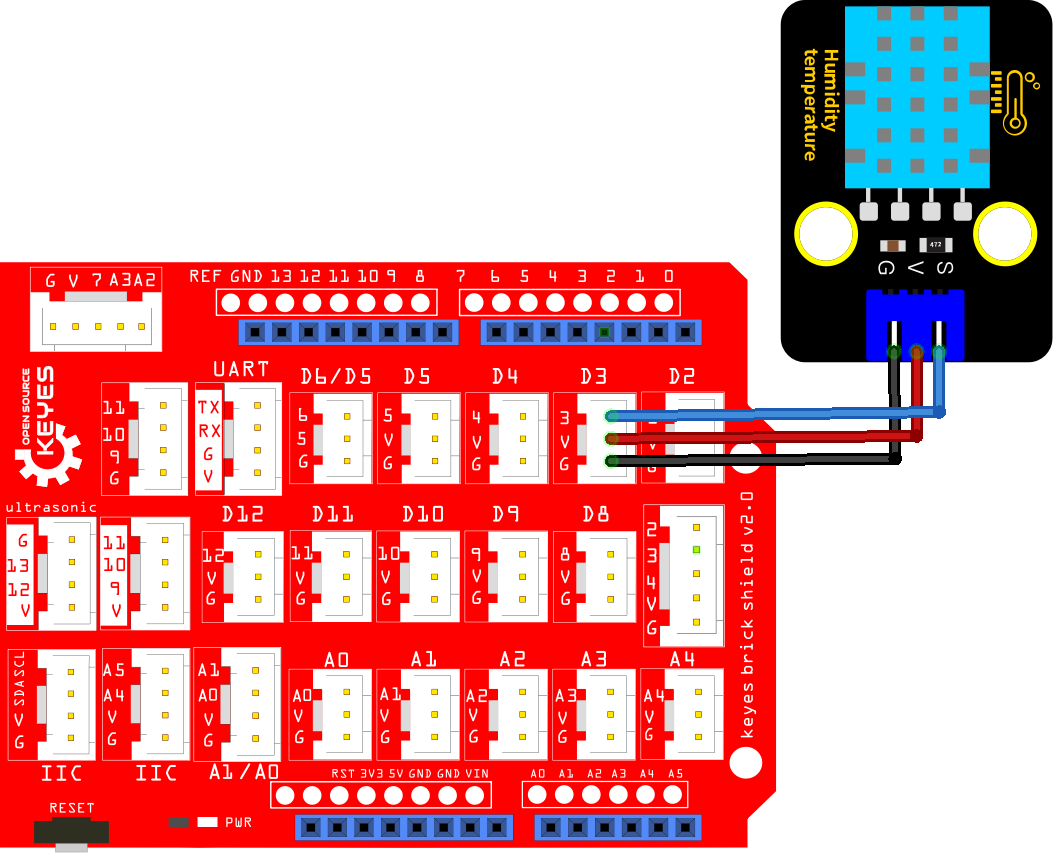 Humidity
temperature
472
G V S
G V 7 A3A2
REF GND 13 12 11 10 9 8 7 6 5 4 3 2 1 0
OPEN SOURCE
KEYES
UART
D6/D5 D5 D4 D3 D2
11
10
9
G
TX
RX
G
V
6
5
G
5
V
G
4
V
G
3
V
G
G
ultrasonic
D12 D11 D10 D9 D8
G
13
12
V
11
10
9
V
12
V
G
11
V
G
10
V
G
9
V
G
8
V
G
2
3
4
V
G
keyes brick shield v2.0
A0 A1 A2 A3 A4
SCL
SDA
V
G
A5
A4
V
G
A1
A0
V
G
A0
V
G
A1
V
G
A2
V
G
A3
V
G
A4
V
G
IIC IIC A1/A0
RST 3V3 5V GND GND VIN
A0 A1 A2 A3 A4 A5
RESET
PWR